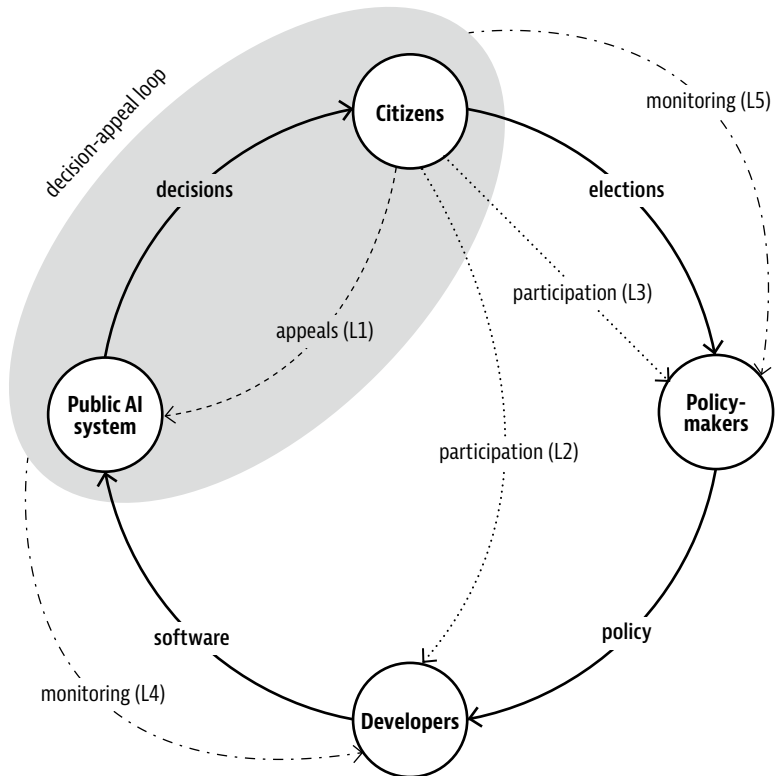 decision-appeal loop
Citizens
monitoring (L5)
decisions
elections
participation (L3)
appeals (L1)
Public AI
system
Policy-
makers
participation (L2)
software
policy
monitoring (L4)
Developers